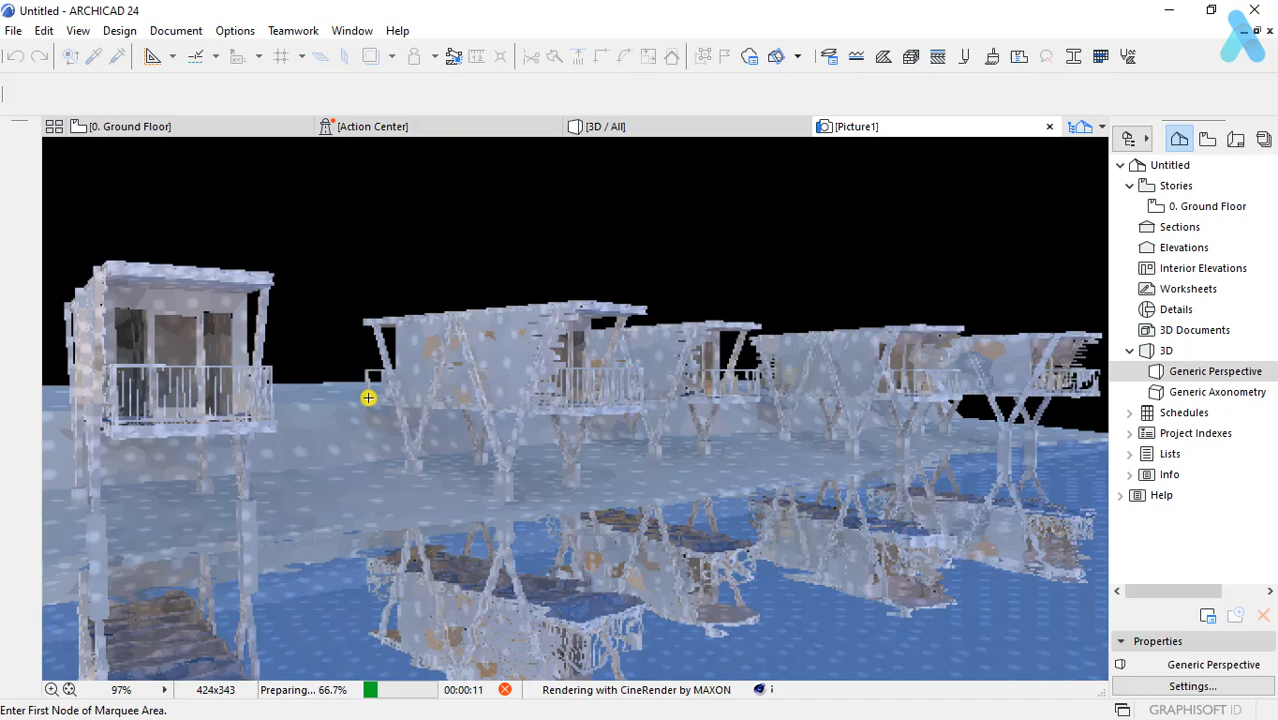 Untitled - ARCHICAD 24
File Edit View Design Document Options Teamwork Window Help
[0. Ground Floor] [Action Center] [3D / All] [Picture1]
Untitled
Stories
0. Ground Floor
Sections
Elevations
Interior Elevations
Worksheets
Details
3D Documents
3D
Generic Perspective
Generic Axonometry
Schedules
Project Indexes
Lists
Info
Help
Properties
Generic Perspective
Settings...
97% 424x343 Preparing... 66.7% 00:00:11 Rendering with CineRender by MAXON i
Enter First Node of Marquee Area.
GRAPHISOFT ID